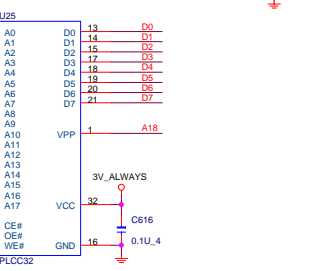 U25
A0 D0 13 D0
A1 D1 14 D1
A2 D2 15 D2
A3 D3 17 D3
A4 D4 18 D4
A5 D5 19 D5
A6 D6 20 D6
A7 D7 21 D7
A8
A9
A10 VPP 1 A18
A11
A12
A13
A14
A15 3V_ALWAYS
A16
A17 VCC 32
C616
CE#
OE# 0.1U_4
WE# GND 16
PLCC32